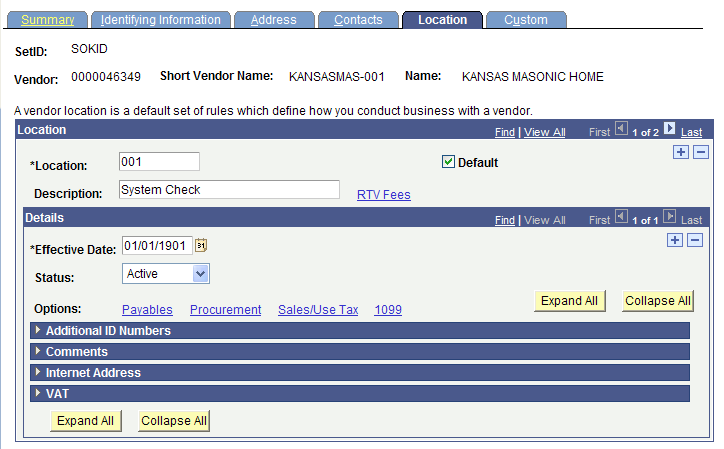 Summary Identifying Information Address Contacts Location Custom
SetID: SOKID
Vendor: 0000046349 Short Vendor Name: KANSASMAS-001 Name: KANSAS MASONIC HOME
A vendor location is a default set of rules which define how you conduct business with a vendor.
Location Find | View All First 1 of 2 Last
*Location: 001 Default
Description: System Check RTV Fees
Details Find | View All First 1 of 1 Last
*Effective Date: 01/01/1901 31
Status: Active
Options: Payables Procurement Sales/Use Tax 1099 Expand All Collapse All
Additional ID Numbers
Comments
Internet Address
VAT
Expand All Collapse All